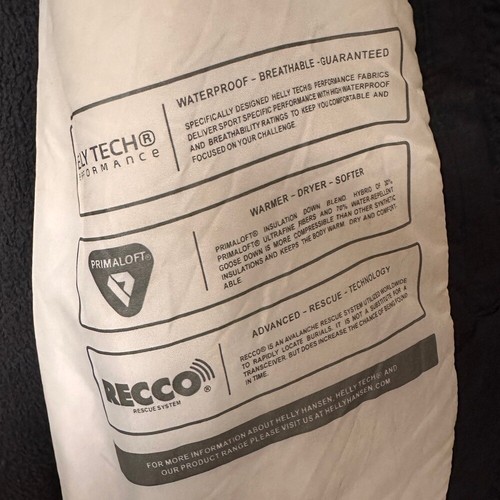 WATERPROOF - BREATHABLE -GUARANTEED
ELLY TECH®
RFORMANCE
SPECIFICALLY DESIGNED HELLY TECH® PERFORMANCE FABRICS
DELIVER SPORT SPECIFIC PERFORMANCE WITH HIGH WATERPROOF
AND BREATHABILITY RATINGS TO KEEP YOU COMFORTABLE AND
FOCUSED ON YOUR CHALLENGE.
WARMER - DRYER - SOFTER
PRIMALOFT®
PRIMALOFT® INSULATION DOWN BLEND. HYBRID OF 30%
PRIMALOFT® ULTRAFINE FIBERS AND 70% WATER-REPELLENT
GOOSE DOWN IS MORE COMPRESSIBLE THAN OTHER SYNTHETIC
INSULATIONS AND KEEPS THE BODY WARM, DRY AND COMFORT
ABLE.
ADVANCED - RESCUE - TECHNOLOGY
RECCO®
RESCUE SYSTEM
RECCO® IS AN AVALANCHE RESCUE SYSTEM UTILIZED WORLDWIDE
TO RAPIDLY LOCATE BURIALS. IT IS NOT A SUBSTITUTE FOR A
TRANSCEIVER, BUT DOES INCREASE THE CHANCE OF BEING FOUND
IN TIME.
FOR MORE INFORMATION ABOUT HELLY HANSEN, HELLY TECH® AND
OUR PRODUCT RANGE PLEASE VISIT US AT HELLYHANSEN.COM